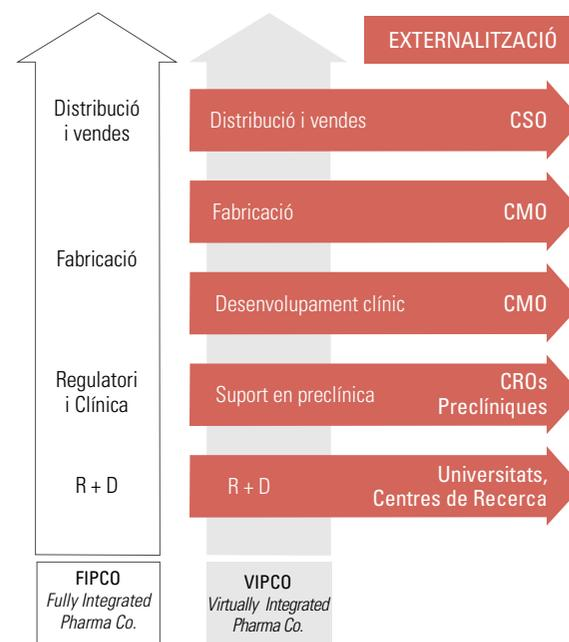 EXTERNALITZACIÓ
Distribució
i vendes
Fabricació
Regulatori
i Clínica
R + D
Distribució i vendes CSO
Fabricació CMO
Desenvolupament clínic CMO
Suport en preclínica CROs
Preclíniques
R + D Universitats,
Centres de Recerca
FIPCO
Fully Integrated
Pharma Co.
VIPCO
Virtually Integrated
Pharma Co.